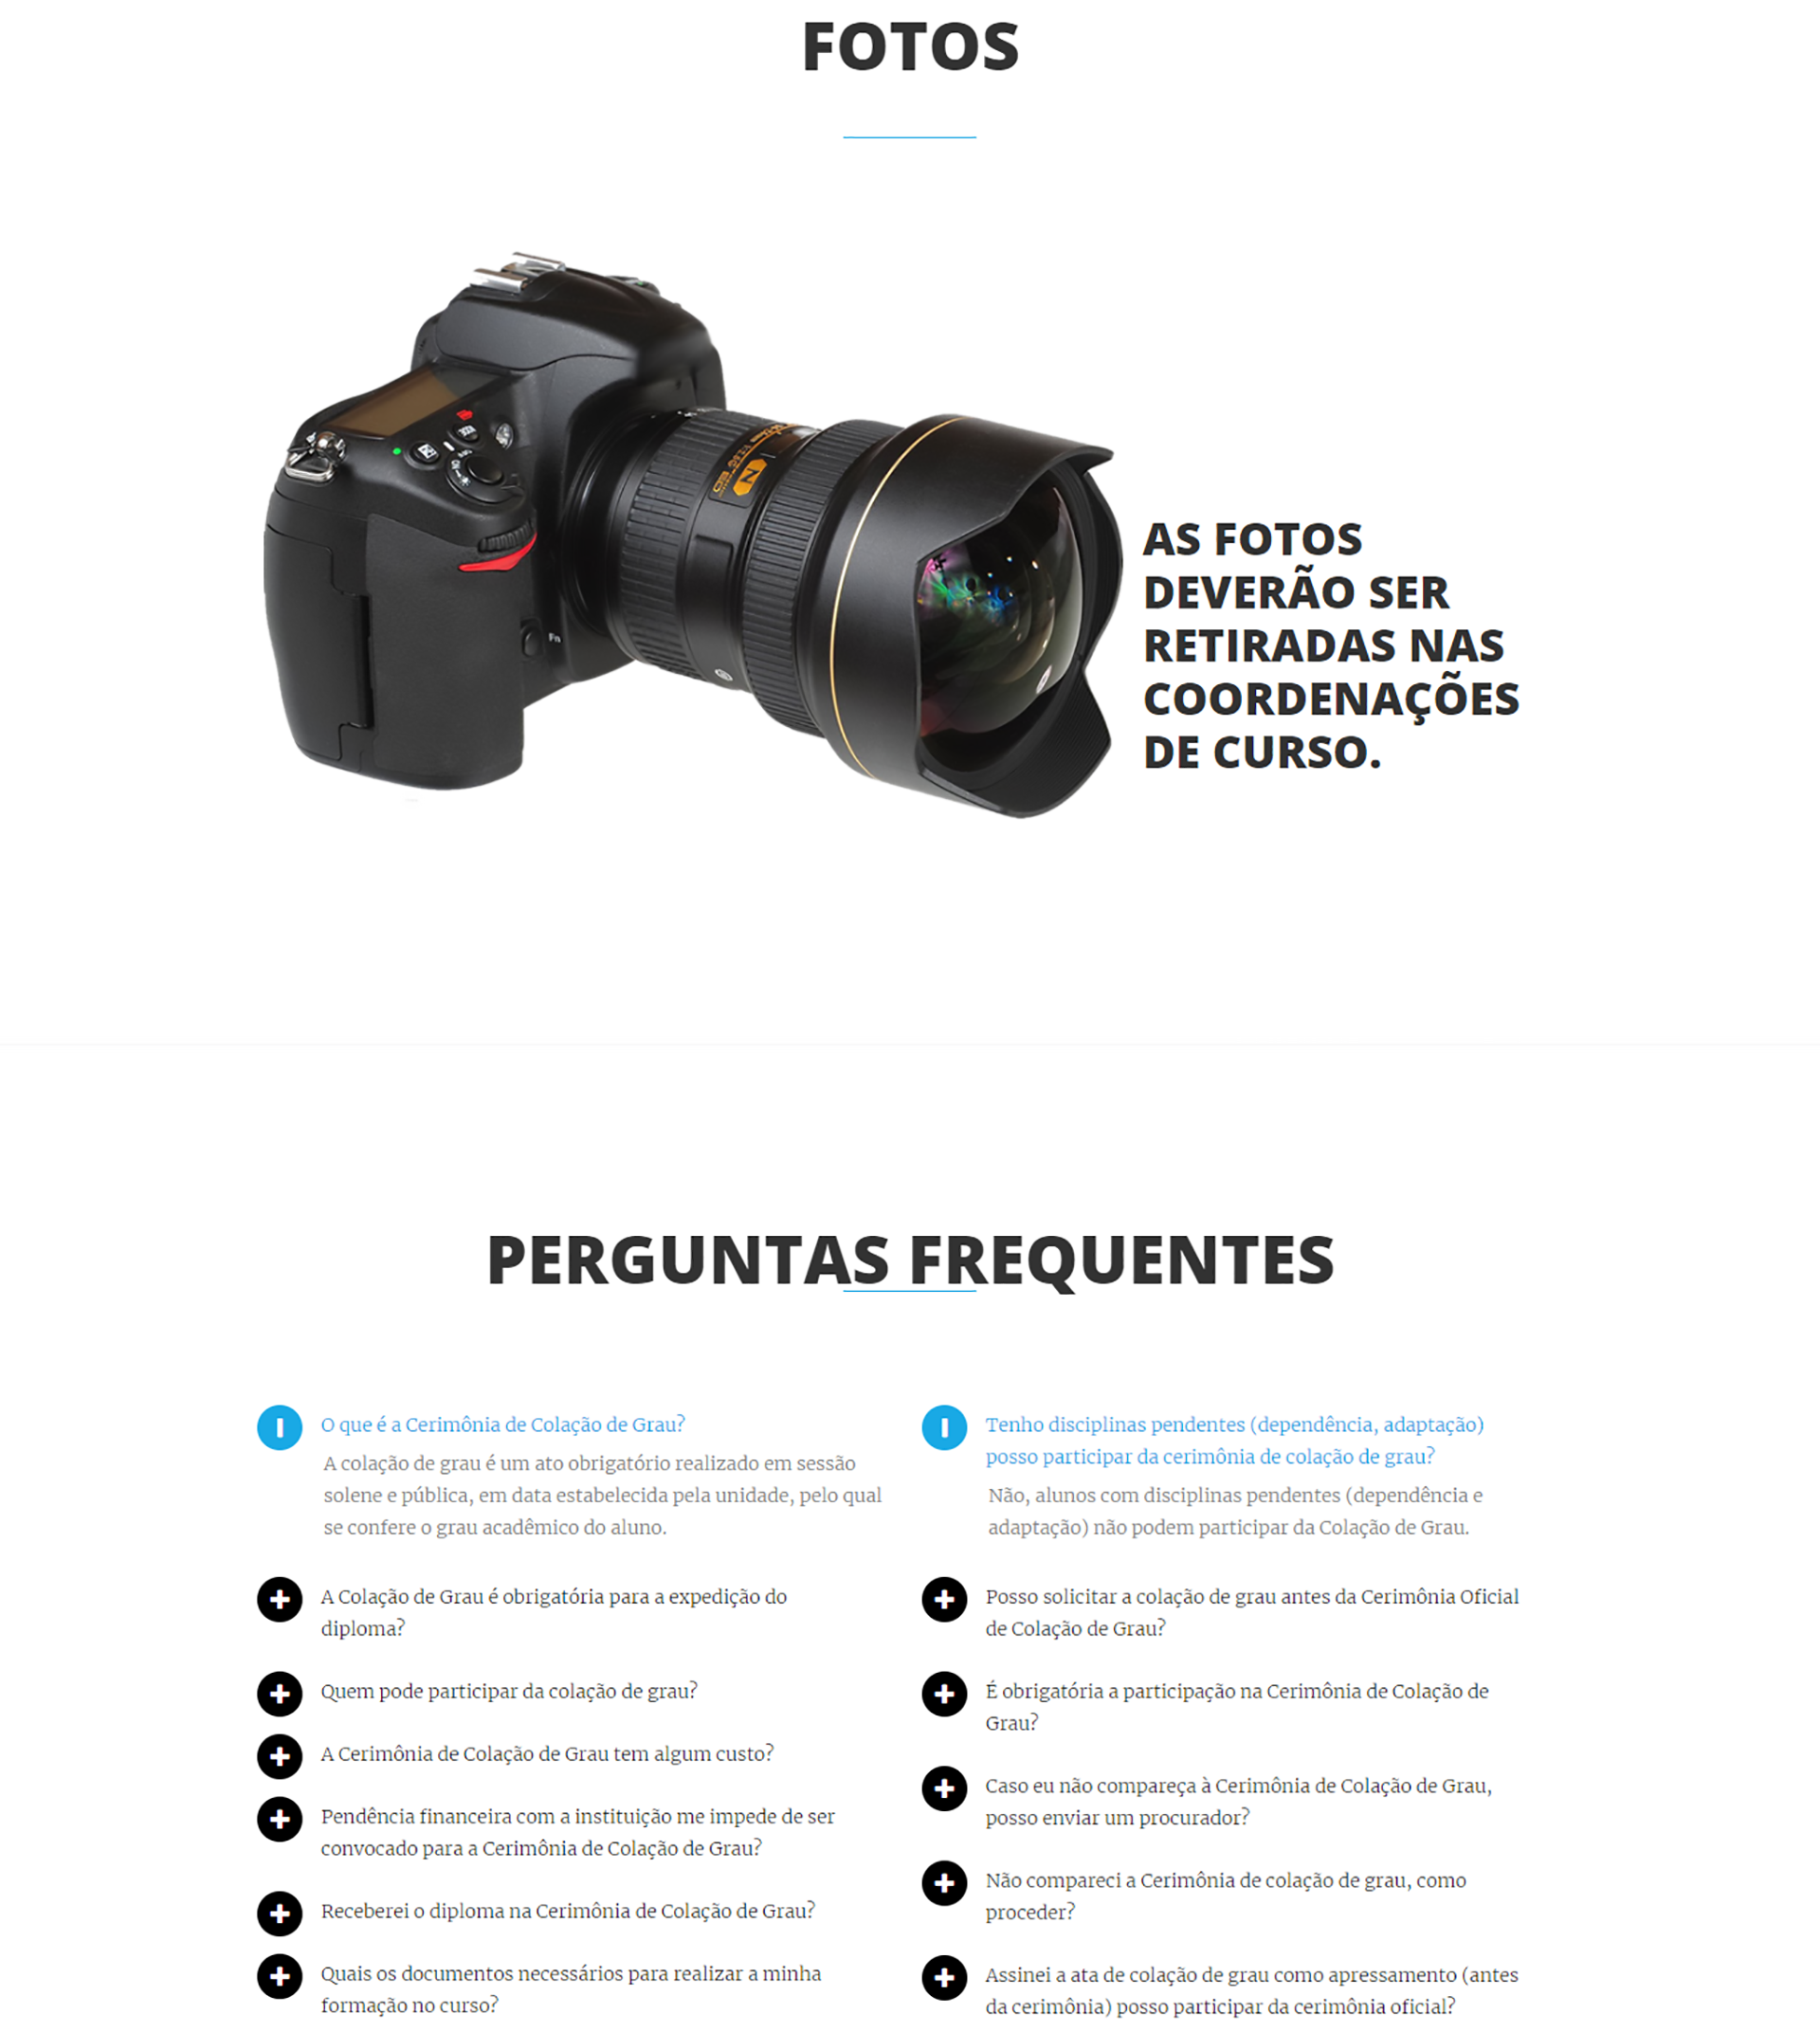 FOTOS
AS FOTOS
DEVERÃO SER
RETIRADAS NAS
COORDENAÇÕES
DE CURSO.
PERGUNTAS FREQUENTES
O que é a Cerimônia de Colação de Grau?
A colação de grau é um ato obrigatório realizado em sessão
solene e pública, em data estabelecida pela unidade, pelo qual
se confere o grau acadêmico do aluno.
A Colação de Grau é obrigatória para a expedição do
diploma?
Quem pode participar da colação de grau?
A Cerimônia de Colação de Grau tem algum custo?
Pendência financeira com a instituição me impede de ser
convocado para a Cerimônia de Colação de Grau?
Receberei o diploma na Cerimônia de Colação de Grau?
Quais os documentos necessários para realizar a minha
formação no curso?
Tenho disciplinas pendentes (dependência, adaptação)
posso participar da cerimônia de colação de grau?
Não, alunos com disciplinas pendentes (dependência e
adaptação) não podem participar da Colação de Grau.
Posso solicitar a colação de grau antes da Cerimônia Oficial
de Colação de Grau?
É obrigatória a participação na Cerimônia de Colação de
Grau?
Caso eu não compareça à Cerimônia de Colação de Grau,
posso enviar um procurador?
Não compareci a Cerimônia de colação de grau, como
proceder?
Assinei a ata de colação de grau como apressamento (antes
da cerimônia) posso participar da cerimônia oficial?